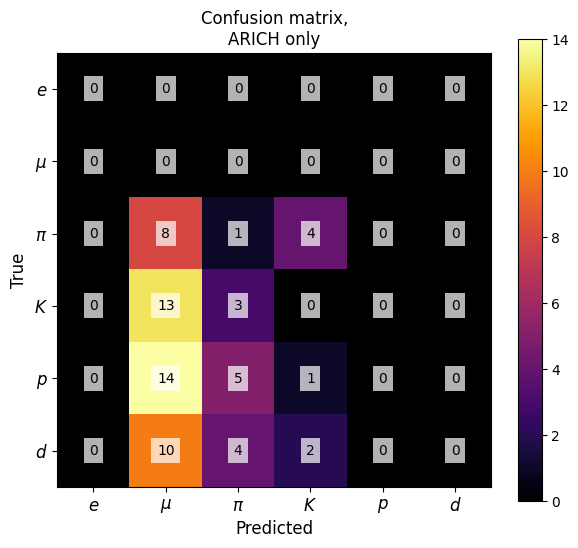 Confusion matrix,
ARICH only
e 0 0 0 0 0 0
μ 0 0 0 0 0 0
π 0 8 1 4 0 0
K 0 13 3 0 0 0
p 0 14 5 1 0 0
d 0 10 4 2 0 0
e μ π K p d
Predicted
True
14
12
10
8
6
4
2
0